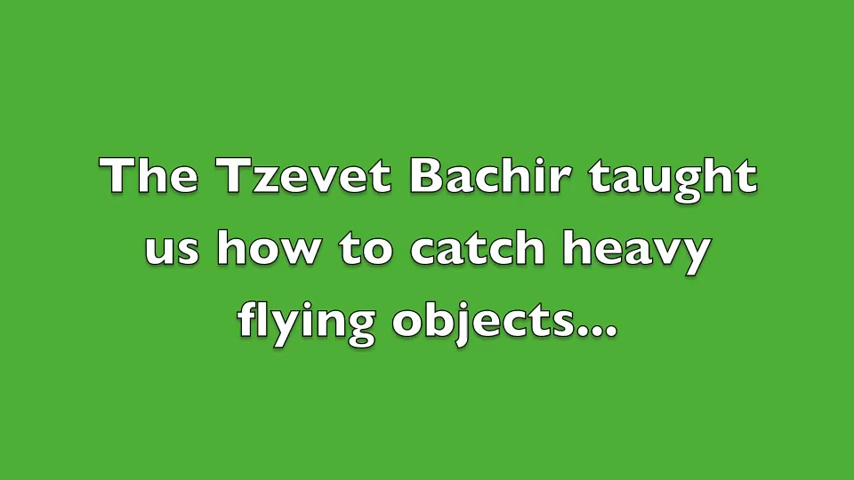 The Tzevet Bachir taught
us how to catch heavy
flying objects...